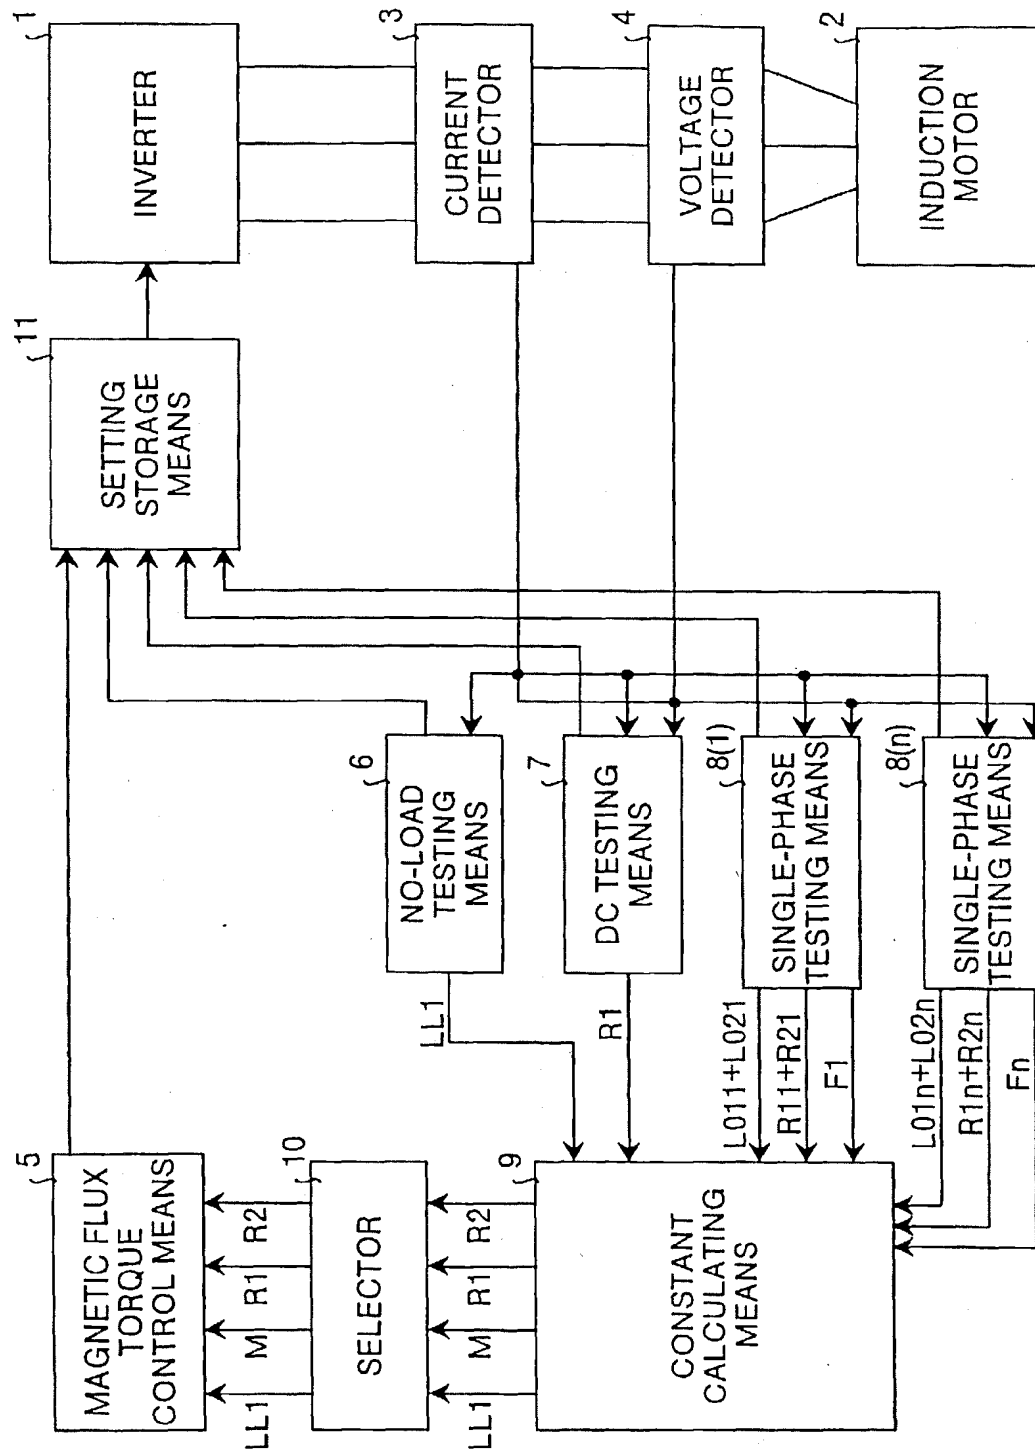 5
MAGNETIC FLUX
TORQUE
CONTROL MEANS
11
SETTING
STORAGE
MEANS
1
INVERTER
LL1
M
R1
R2
10
SELECTOR
LL1
M
R1
R2
9
CONSTANT
CALCULATING
MEANS
LL1
6
NO-LOAD
TESTING
MEANS
3
CURRENT
DETECTOR
R1
7
DC TESTING
MEANS
4
VOLTAGE
DETECTOR
L011+L021
R11+R21
F1
8(1)
SINGLE-PHASE
TESTING MEANS
2
INDUCTION
MOTOR
L01n+L02n
R1n+R2n
Fn
8(n)
SINGLE-PHASE
TESTING MEANS